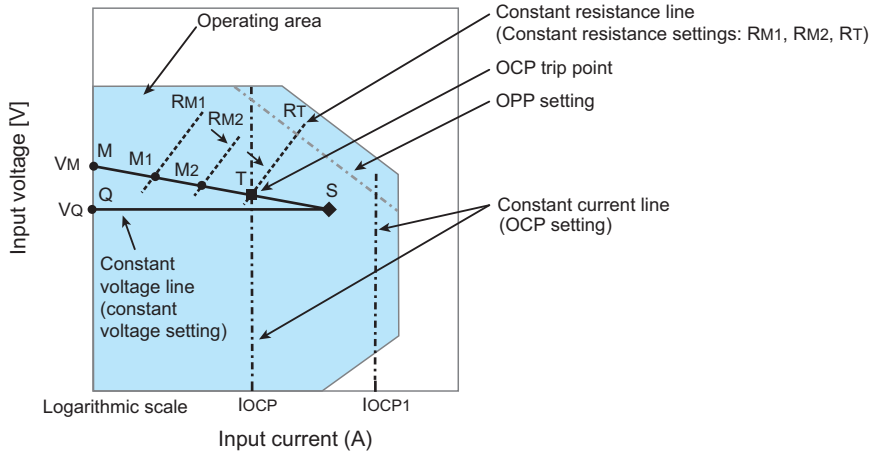 Operating area
Constant resistance line
(Constant resistance settings: RM1, RM2, RT)
OCP trip point
OPP setting
RM1
RM2
RT
Input voltage [V]
VM
M
M1
M2
T
S
VQ
Q
Constant current line
(OCP setting)
Constant
voltage line
(constant
voltage setting)
Logarithmic scale
IOCP
IOCP1
Input current (A)